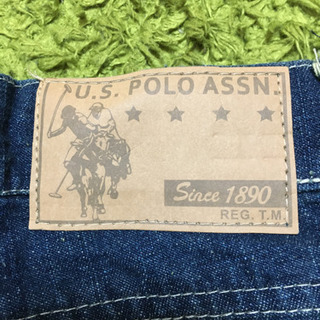 U.S. POLO ASSN.
Since 1890
REG. T.M.